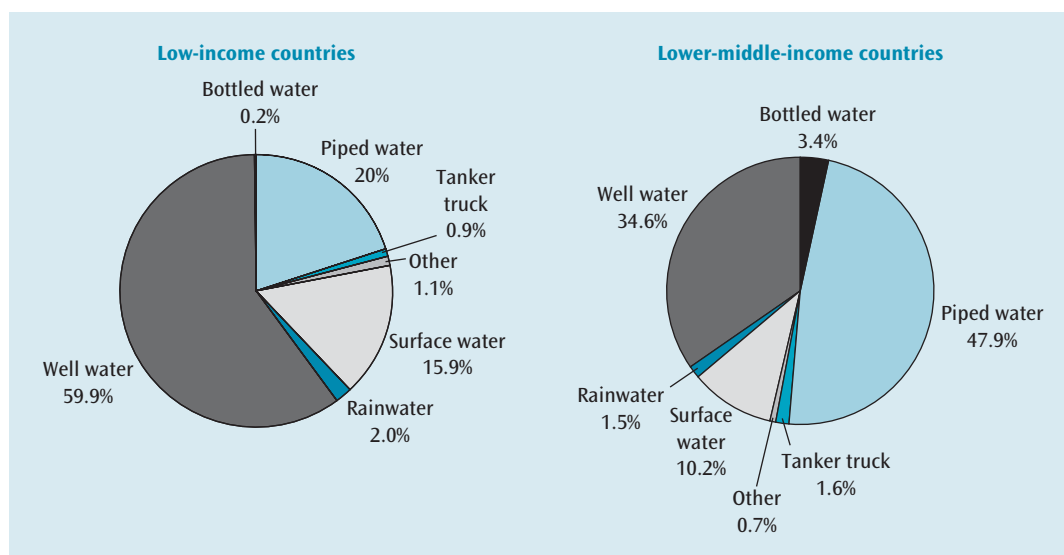 Low-income countries
Bottled water
0.2%
Piped water
20%
Tanker
truck
0.9%
Other
1.1%
Surface water
15.9%
Rainwater
2.0%
Well water
59.9%
Lower-middle-income countries
Bottled water
3.4%
Piped water
47.9%
Tanker truck
1.6%
Other
0.7%
Surface
water
10.2%
Rainwater
1.5%
Well water
34.6%